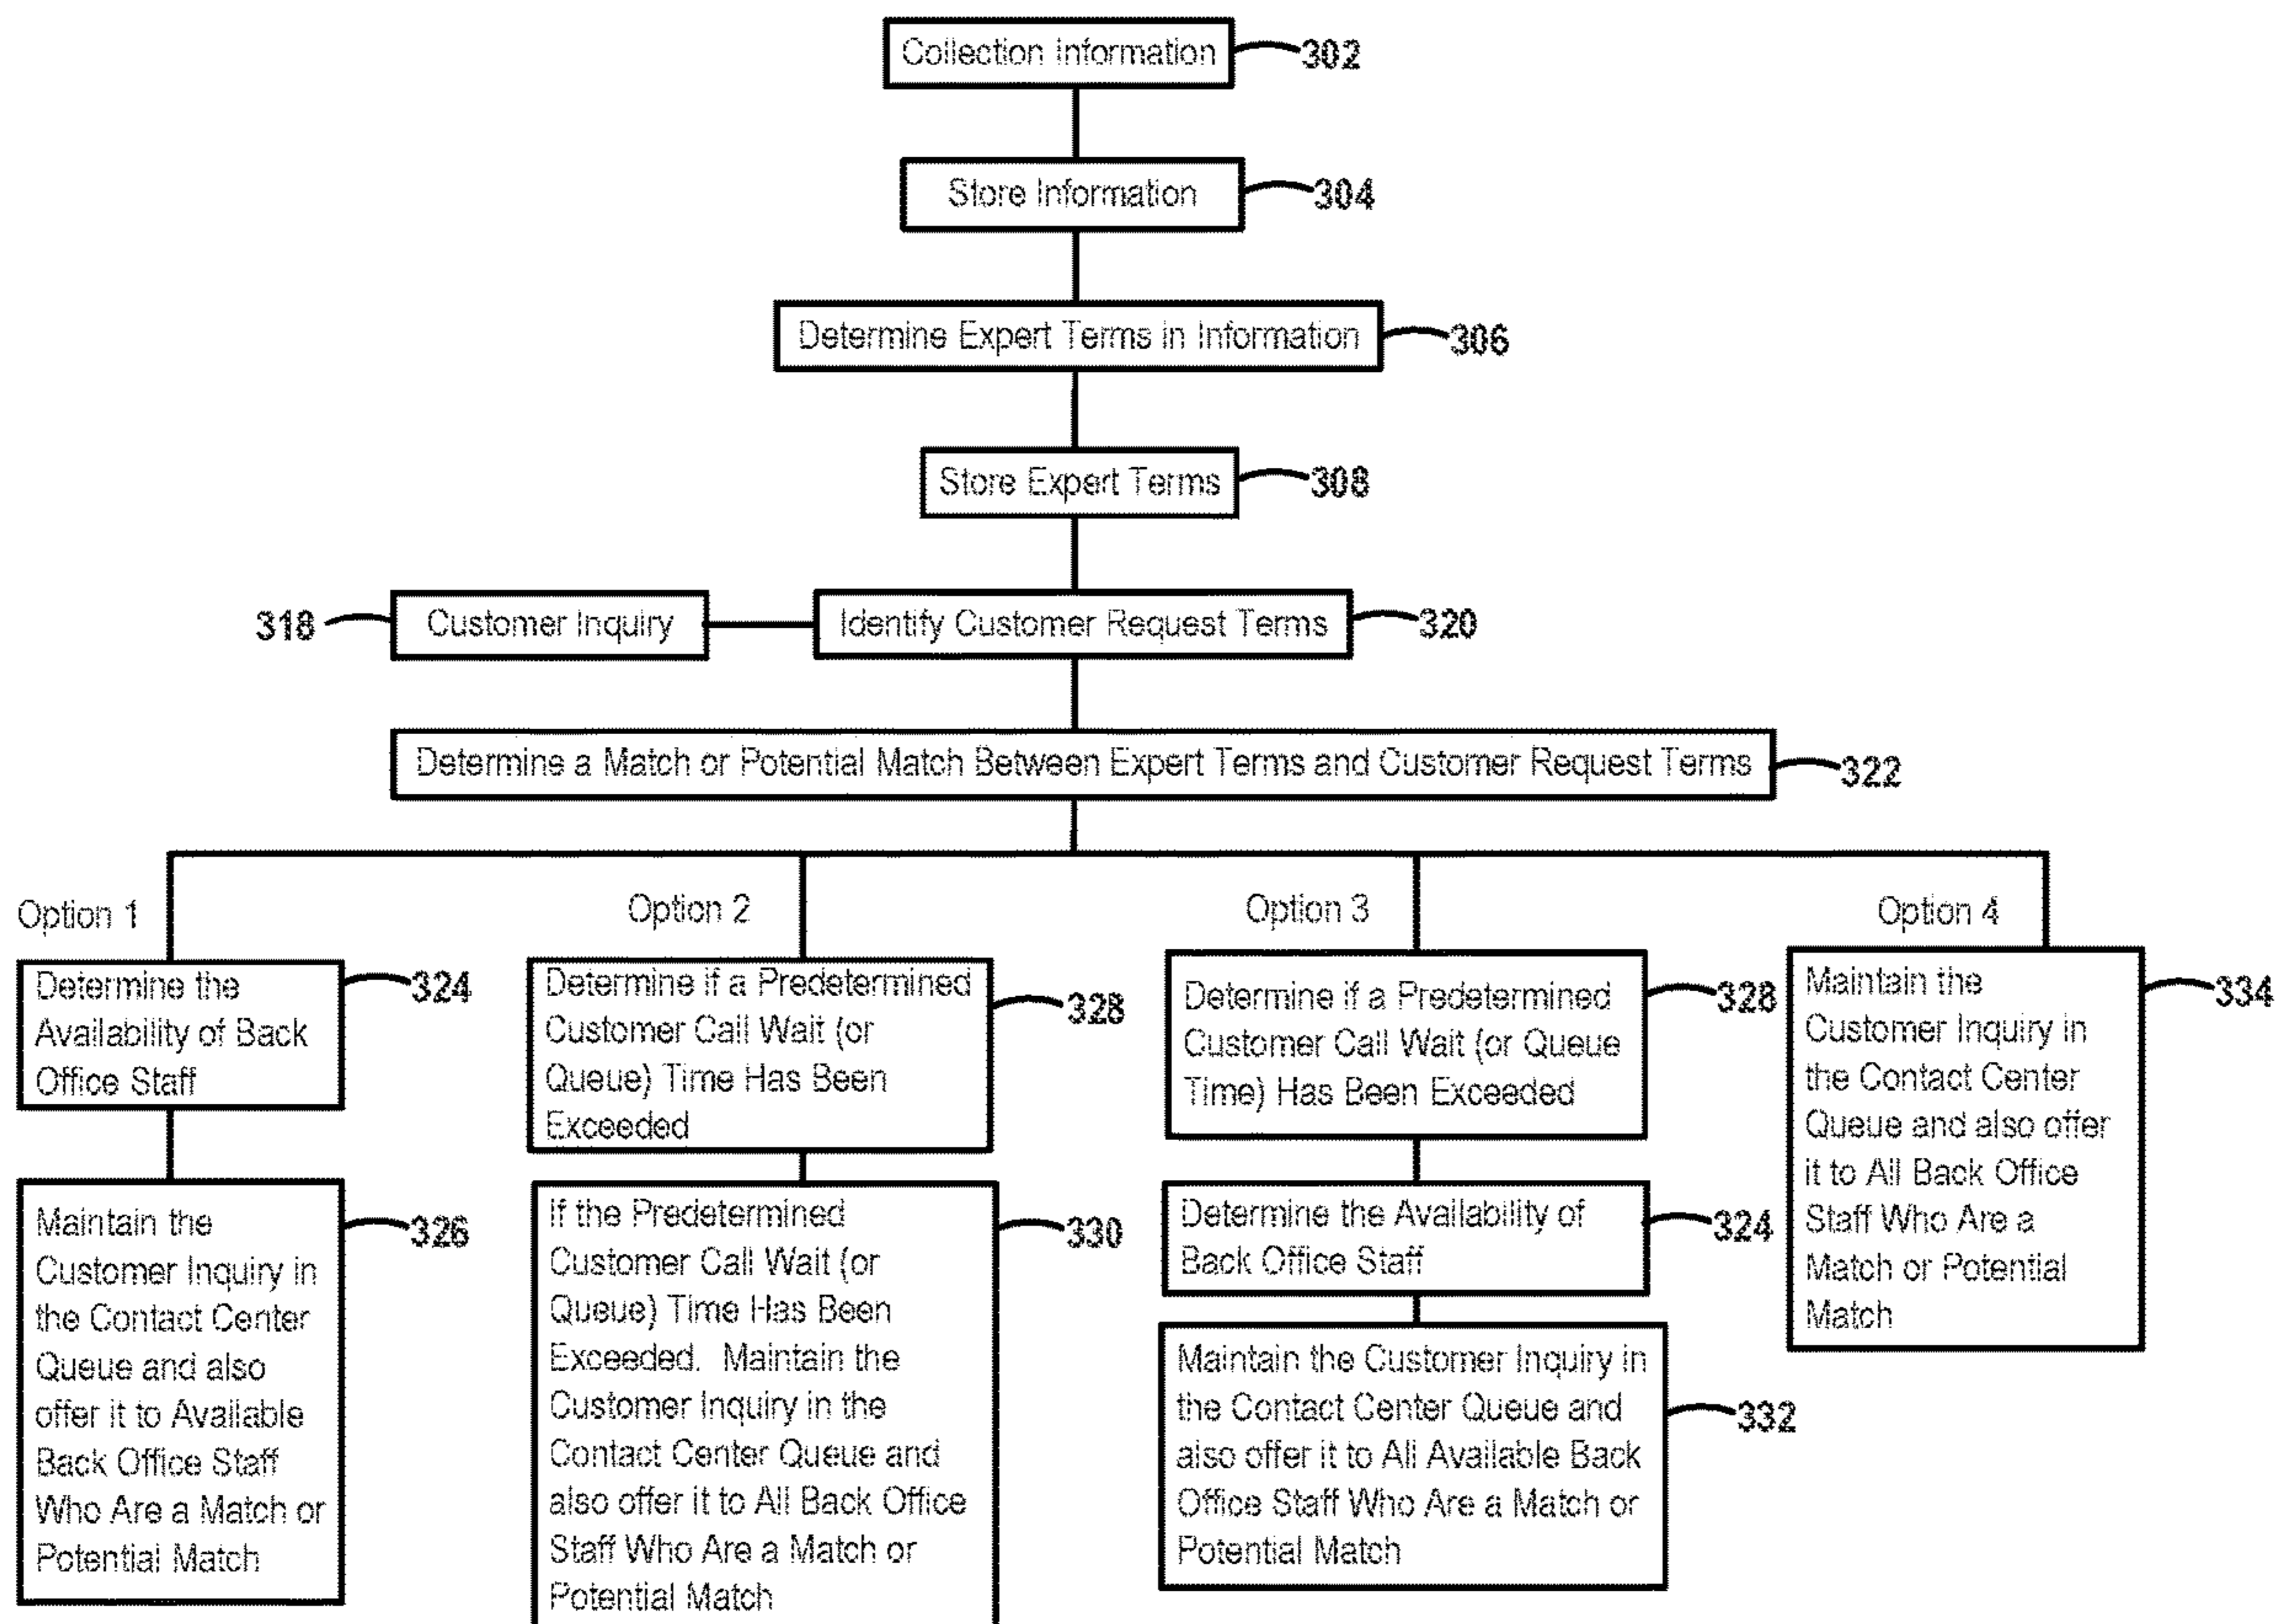 Collection Information
302
Store Information
304
Determine Expert Terms in Information
306
Store Expert Terms
308
318
Customer Inquiry
Identify Customer Request Terms
320
Determine a Match or Potential Match Between Expert Terms and Customer Request Terms
322
Option 1
Determine the
Availability of Back
Office Staff
324
Maintain the
Customer Inquiry in
the Contact Center
Queue and also
offer it to Available
Back Office Staff
Who Are a Match or
Potential Match
326
Option 2
Determine if a Predetermined
Customer Call Wait (or
Queue) Time Has Been
Exceeded
328
If the Predetermined
Customer Call Wait (or
Queue) Time Has Been
Exceeded. Maintain the
Customer Inquiry in the
Contact Center Queue and
also offer it to All Back Office
Staff Who Are a Match or
Potential Match
330
Option 3
Determine if a Predetermined
Customer Call Wait (or Queue
Time) Has Been Exceeded
328
Determine the Availability of
Back Office Staff
324
Maintain the Customer Inquiry in
the Contact Center Queue and
also offer it to All Available Back
Office Staff Who Are a Match or
Potential Match
332
Option 4
Maintain the
Customer Inquiry in
the Contact Center
Queue and also offer
it to All Back Office
Staff Who Are a
Match or Potential
Match
334